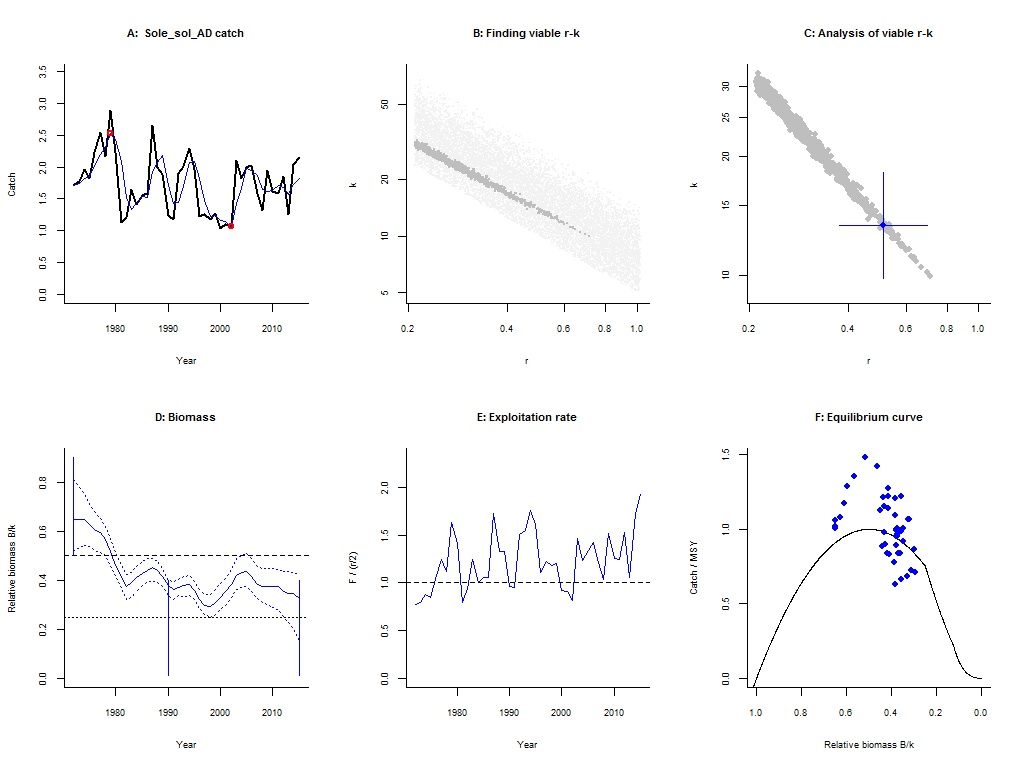 A:  Sole_sol_AD catch
Catch
0.0 0.5 1.0 1.5 2.0 2.5 3.0 3.5
1980 1990 2000 2010
Year
B: Finding viable r-k
k
5 10 20 50
0.2 0.4 0.6 0.8 1.0
r
C: Analysis of viable r-k
k
10 15 20 25 30
0.2 0.4 0.6 0.8 1.0
r
D: Biomass
Relative biomass B/k
0.0 0.2 0.4 0.6 0.8
1980 1990 2000 2010
Year
E: Exploitation rate
F / (r/2)
0.0 0.5 1.0 1.5 2.0
1980 1990 2000 2010
Year
F: Equilibrium curve
Catch / MSY
0.0 0.5 1.0 1.5
1.0 0.8 0.6 0.4 0.2 0.0
Relative biomass B/k